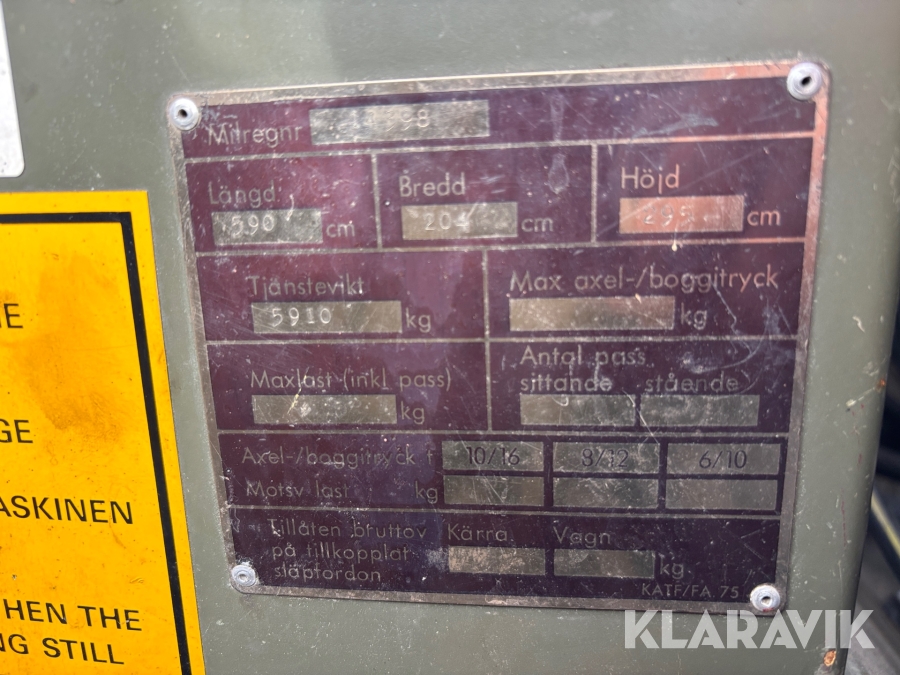 Milregnr
Längd Bredd Höjd
590 cm 204 cm 295 cm
Tjänstevikt Max axel-/boggitryck
5910 kg kg
Maxlast (inkl pass) kg
Antal pass
sittande stående
Axel-/boggitryck t 10/16 8/12 6/10
Motsv last kg
Tillåten bruttov Kärra Vagn
på tillkopplat kg
släpfordon
KATF/FA 75
ASKINEN
HEN THE
NG STILL
KLARAVIK